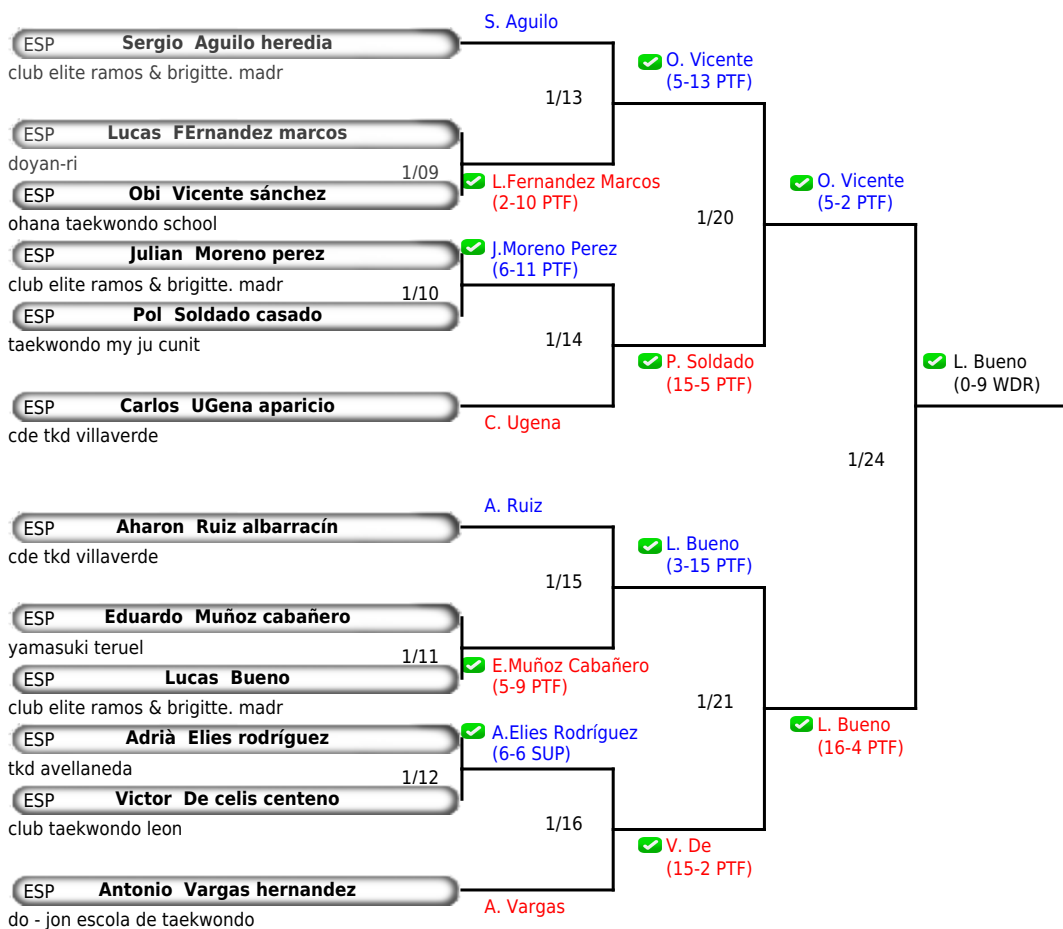 S. Aguilo
ESP Sergio  Aguilo heredia
club elite ramos & brigitte. madr
O. Vicente
(5-13 PTF)
1/13
ESP Lucas  FErnandez marcos
doyan-ri
1/09
L.Fernandez Marcos
(2-10 PTF)
ESP Obi  Vicente sánchez
ohana taekwondo school
O. Vicente
(5-2 PTF)
1/20
ESP Julian  Moreno perez
club elite ramos & brigitte. madr
J.Moreno Perez
(6-11 PTF)
1/10
ESP Pol  Soldado casado
taekwondo my ju cunit
1/14
P. Soldado
(15-5 PTF)
L. Bueno
(0-9 WDR)
ESP Carlos  UGena aparicio
cde tkd villaverde
C. Ugena
1/24
A. Ruiz
ESP Aharon  Ruiz albarracín
cde tkd villaverde
L. Bueno
(3-15 PTF)
1/15
ESP Eduardo  Muñoz cabañero
yamasuki teruel
1/11
E.Muñoz Cabañero
(5-9 PTF)
ESP Lucas  Bueno
club elite ramos & brigitte. madr
1/21
L. Bueno
(16-4 PTF)
ESP Adrià  Elies rodríguez
tkd avellaneda
A.Elies Rodríguez
(6-6 SUP)
1/12
ESP Victor  De celis centeno
club taekwondo leon
1/16
V. De
(15-2 PTF)
ESP Antonio  Vargas hernandez
do - jon escola de taekwondo
A. Vargas